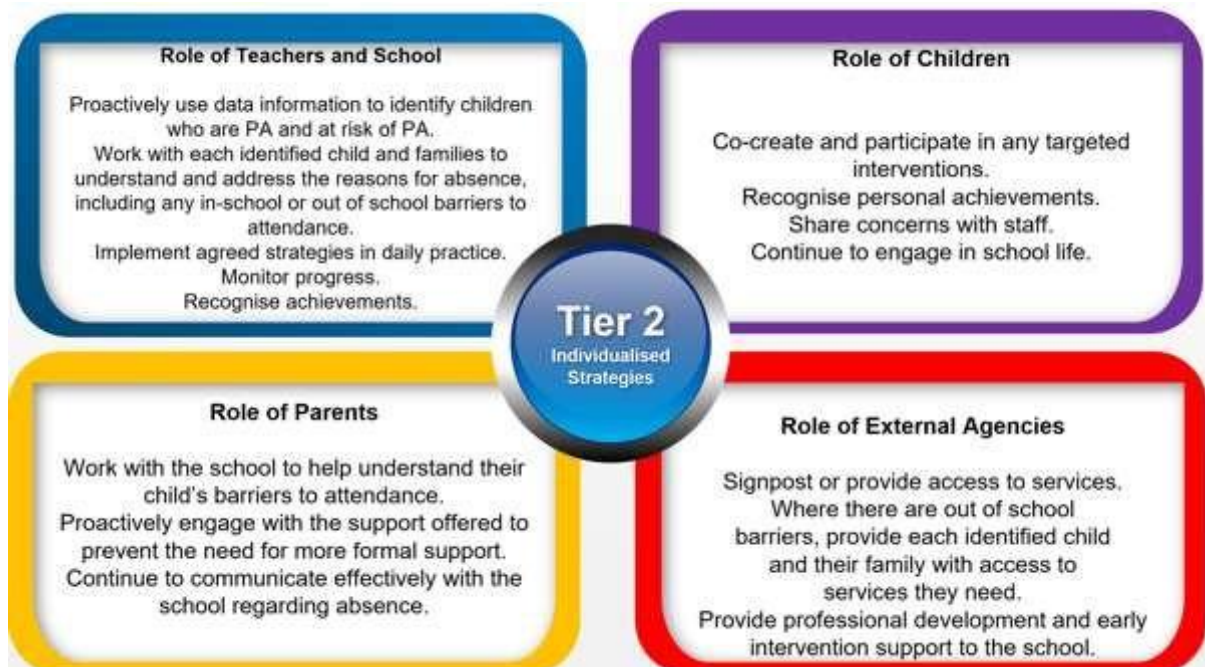 Role of Teachers and School
Proactively use data information to identify children
who are PA and at risk of PA.
Work with each identified child and families to
understand and address the reasons for absence,
including any in-school or out of school barriers to
attendance.
Implement agreed strategies in daily practice.
Monitor progress.
Recognise achievements.
Role of Children
Co-create and participate in any targeted
interventions.
Recognise personal achievements.
Share concerns with staff.
Continue to engage in school life.
Tier 2
Individualised
Strategies
Role of Parents
Work with the school to help understand their
child's barriers to attendance.
Proactively engage with the support offered to
prevent the need for more formal support.
Continue to communicate effectively with the
school regarding absence.
Role of External Agencies
Signpost or provide access to services.
Where there are out of school
barriers, provide each identified child
and their family with access to
services they need.
Provide professional development and early
intervention support to the school.